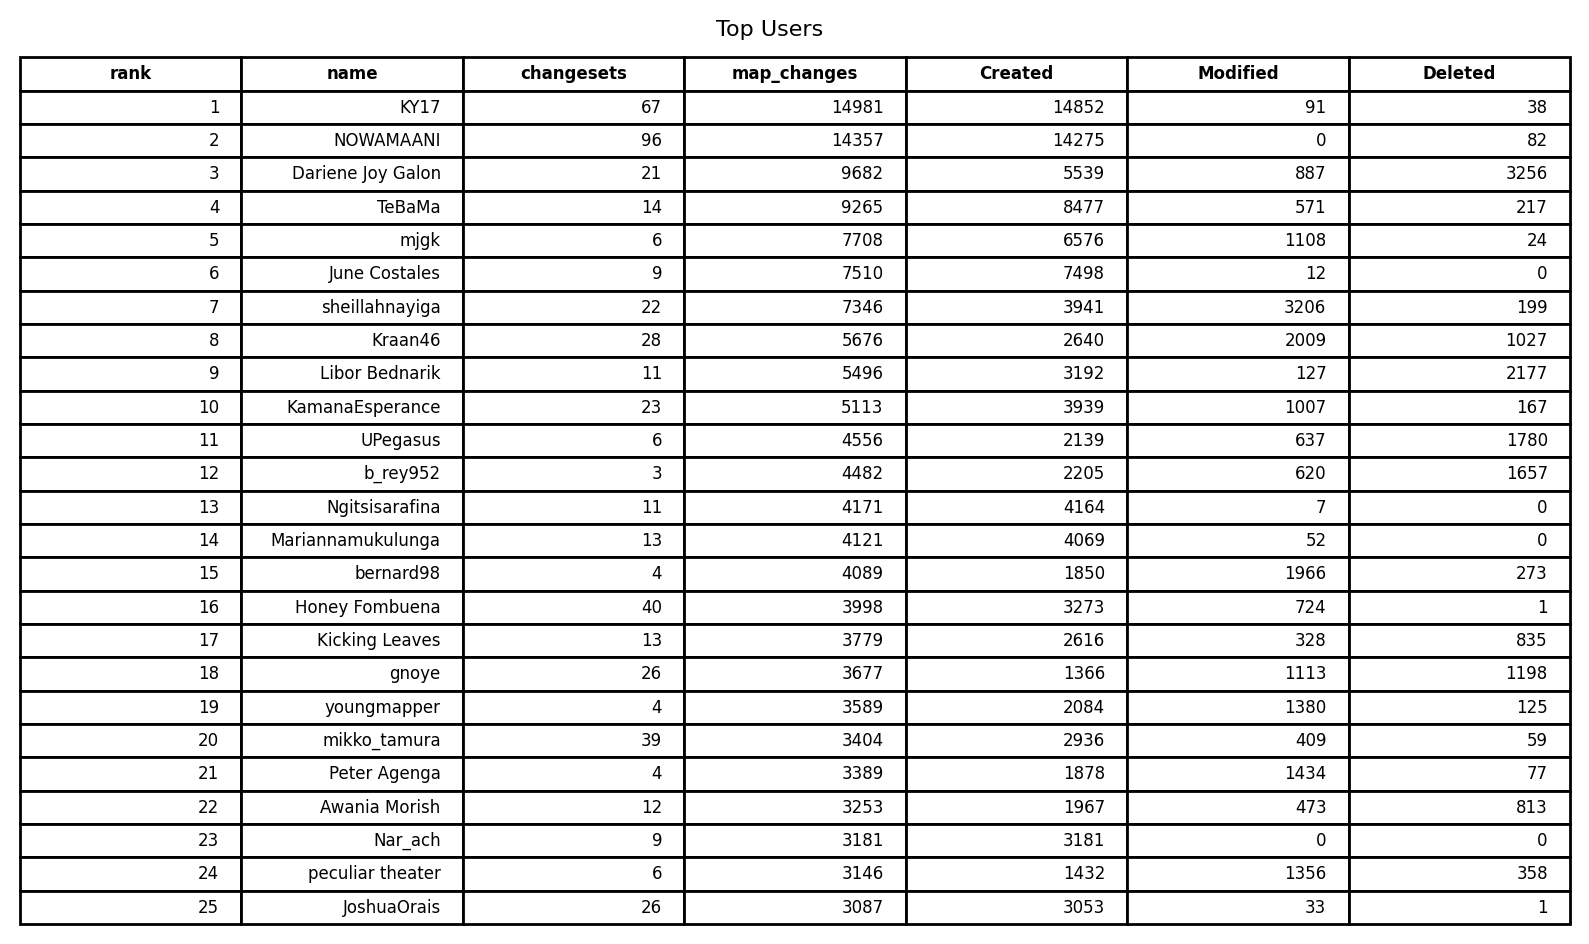 Top Users
rank name changesets map_changes Created Modified Deleted
1 KY17 67 14981 14852 91 38
2 NOWAMAANI 96 14357 14275 0 82
3 Dariene Joy Galon 21 9682 5539 887 3256
4 TeBaMa 14 9265 8477 571 217
5 mjgk 6 7708 6576 1108 24
6 June Costales 9 7510 7498 12 0
7 sheillahnayiga 22 7346 3941 3206 199
8 Kraan46 28 5676 2640 2009 1027
9 Libor Bednarik 11 5496 3192 127 2177
10 KamanaEsperance 23 5113 3939 1007 167
11 UPegasus 6 4556 2139 637 1780
12 b_rey952 3 4482 2205 620 1657
13 Ngitsisarafina 11 4171 4164 7 0
14 Mariannamukulunga 13 4121 4069 52 0
15 bernard98 4 4089 1850 1966 273
16 Honey Fombuena 40 3998 3273 724 1
17 Kicking Leaves 13 3779 2616 328 835
18 gnoye 26 3677 1366 1113 1198
19 youngmapper 4 3589 2084 1380 125
20 mikko_tamura 39 3404 2936 409 59
21 Peter Agenga 4 3389 1878 1434 77
22 Awania Morish 12 3253 1967 473 813
23 Nar_ach 9 3181 3181 0 0
24 peculiar theater 6 3146 1432 1356 358
25 JoshuaOrais 26 3087 3053 33 1